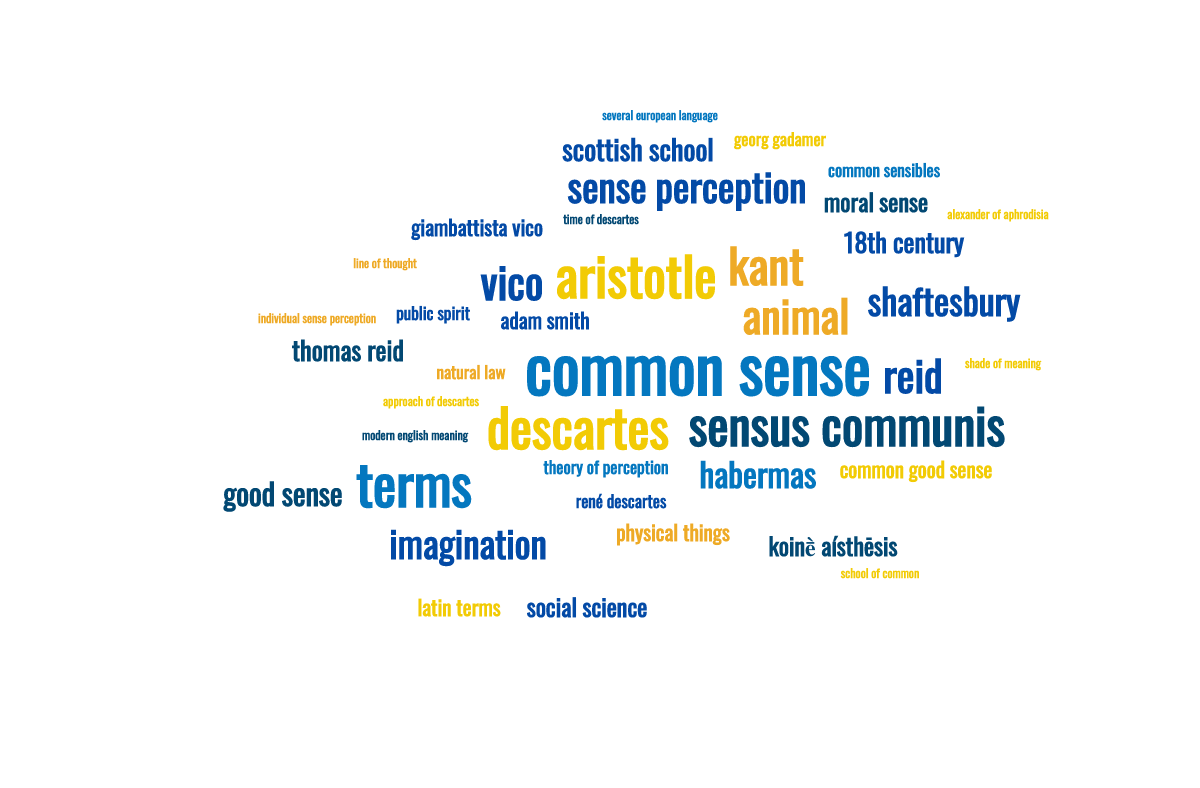 several european language
georg gadamer
scottish school
common sensibles
sense perception
moral sense
alexander of aphrodisia
time of descartes
giambattista vico
18th century
line of thought
kant
aristotle
vico
shaftesbury
animal
individual sense perception
public spirit
adam smith
thomas reid
shade of meaning
natural law
common sense
reid
approach of descartes
modern english meaning
descartes
sensus communis
theory of perception
habermas
common good sense
good sense
terms
rené descartes
physical things
imagination
koinè aísthēsis
school of common
latin terms
social science